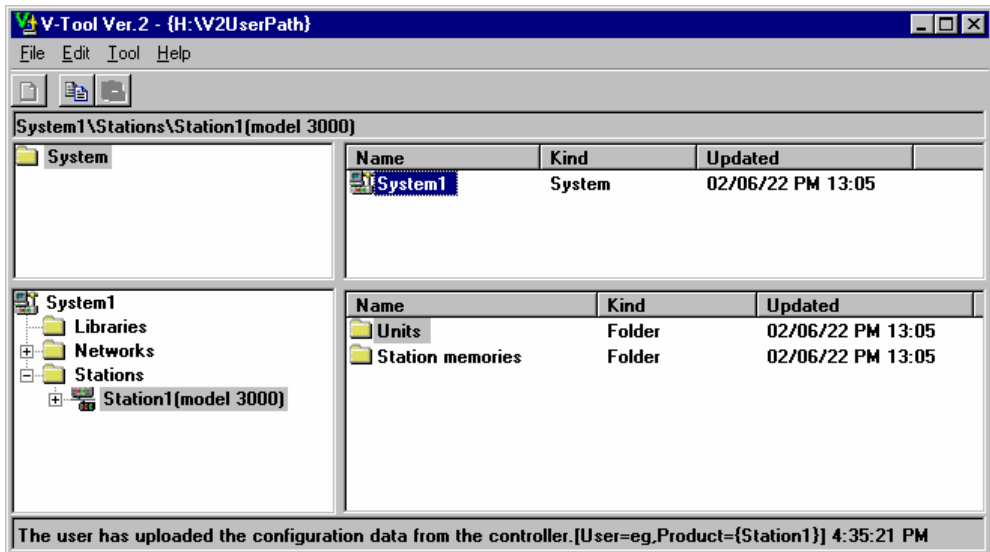 V-Tool Ver.2 - {H:\V2UserPath}
File Edit Tool Help
System1\Stations\Station1(model 3000)
System
Name Kind Updated
System1 System 02/06/22 PM 13:05
System1
Libraries
Networks
Stations
Station1(model 3000)
Name Kind Updated
Units Folder 02/06/22 PM 13:05
Station memories Folder 02/06/22 PM 13:05
The user has uploaded the configuration data from the controller.[User=eg,Product={Station1}] 4:35:21 PM